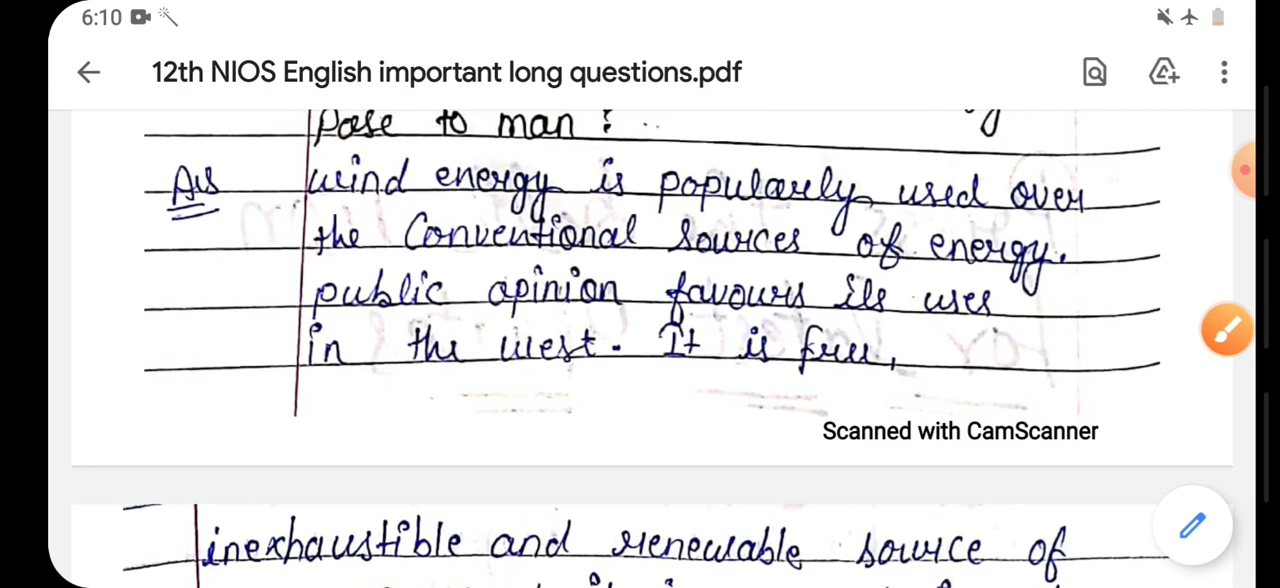 6:10
12th NIOS English important long questions.pdf
pose to man ?
Ans wind energy is popularly used over
the Conventional sources of energy.
public opinion favours its uses
in the west. It is free,
Scanned with CamScanner
inexhaustible and renewable source of